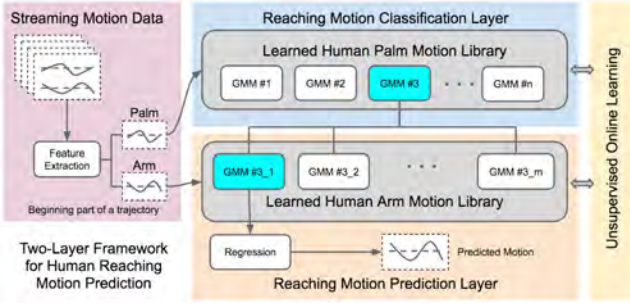 Streaming Motion Data
Palm
Feature
Extraction
Arm
Beginning part of a trajectory
Two-Layer Framework
for Human Reaching
Motion Prediction
Reaching Motion Classification Layer
Learned Human Palm Motion Library
GMM #1
GMM #2
GMM #3
· · ·
GMM #n
GMM #3_1
GMM #3_2
· · ·
GMM #3_m
Learned Human Arm Motion Library
Regression
Predicted Motion
Reaching Motion Prediction Layer
Unsupervised Online Learning